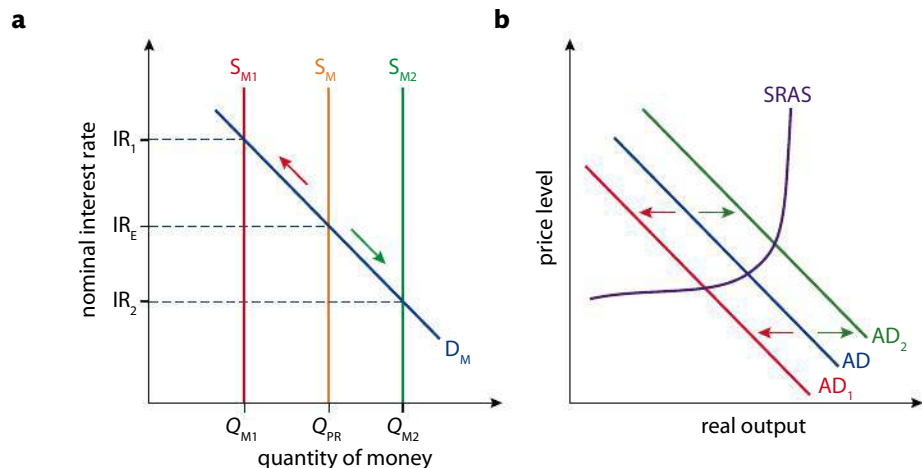 a
S_M1 S_M S_M2
nominal interest rate
IR_1
IR_E
IR_2
D_M
Q_M1 Q_PR Q_M2
quantity of money
b
SRAS
price level
AD_2
AD
AD_1
real output